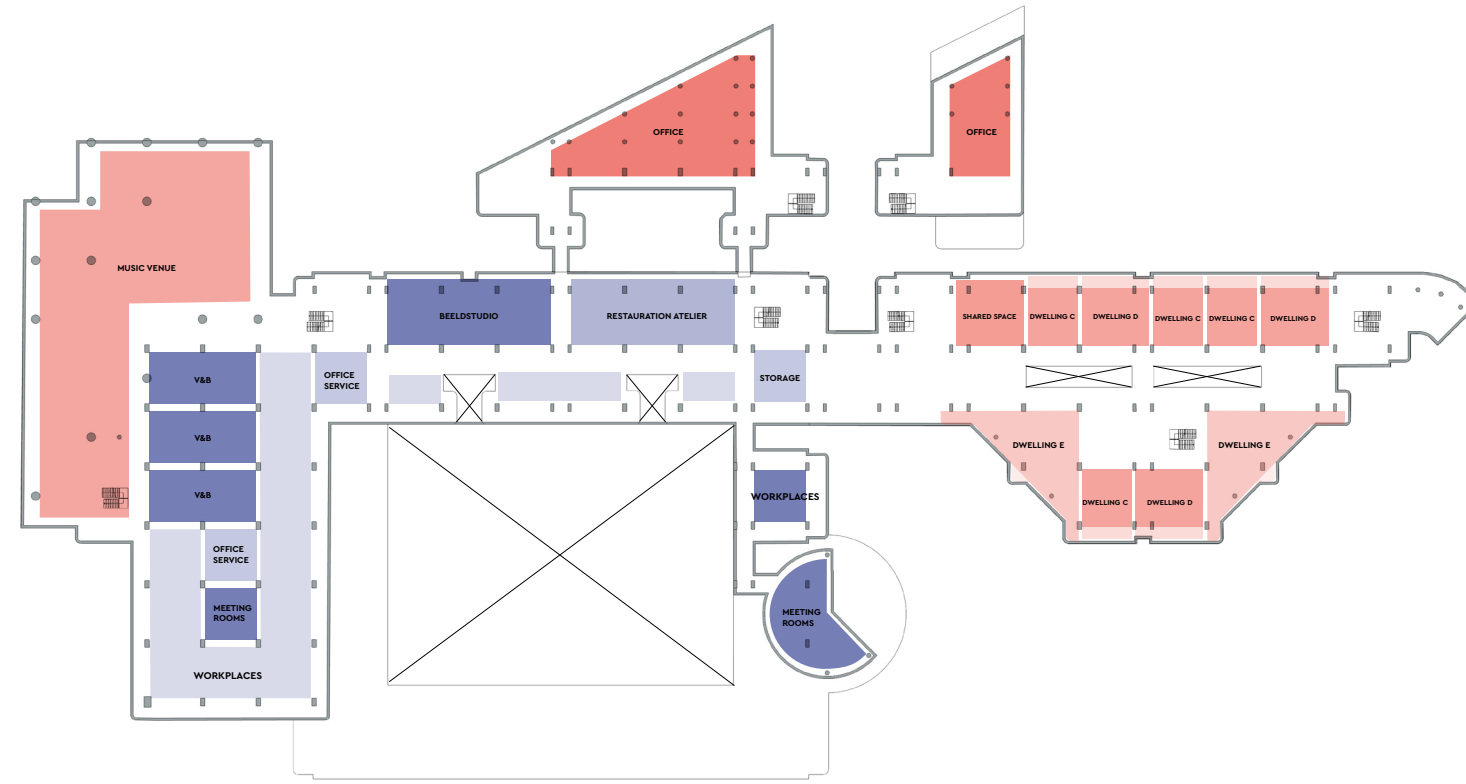 OFFICE
OFFICE
MUSIC VENUE
BEELDSTUDIO
RESTAURATION ATELIER
SHARED SPACE
DWELLING C
DWELLING D
DWELLING C
DWELLING C
DWELLING D
V&B
OFFICE
SERVICE
STORAGE
V&B
DWELLING E
DWELLING E
V&B
WORKPLACES
DWELLING C
DWELLING D
OFFICE
SERVICE
MEETING
ROOMS
MEETING
ROOMS
WORKPLACES